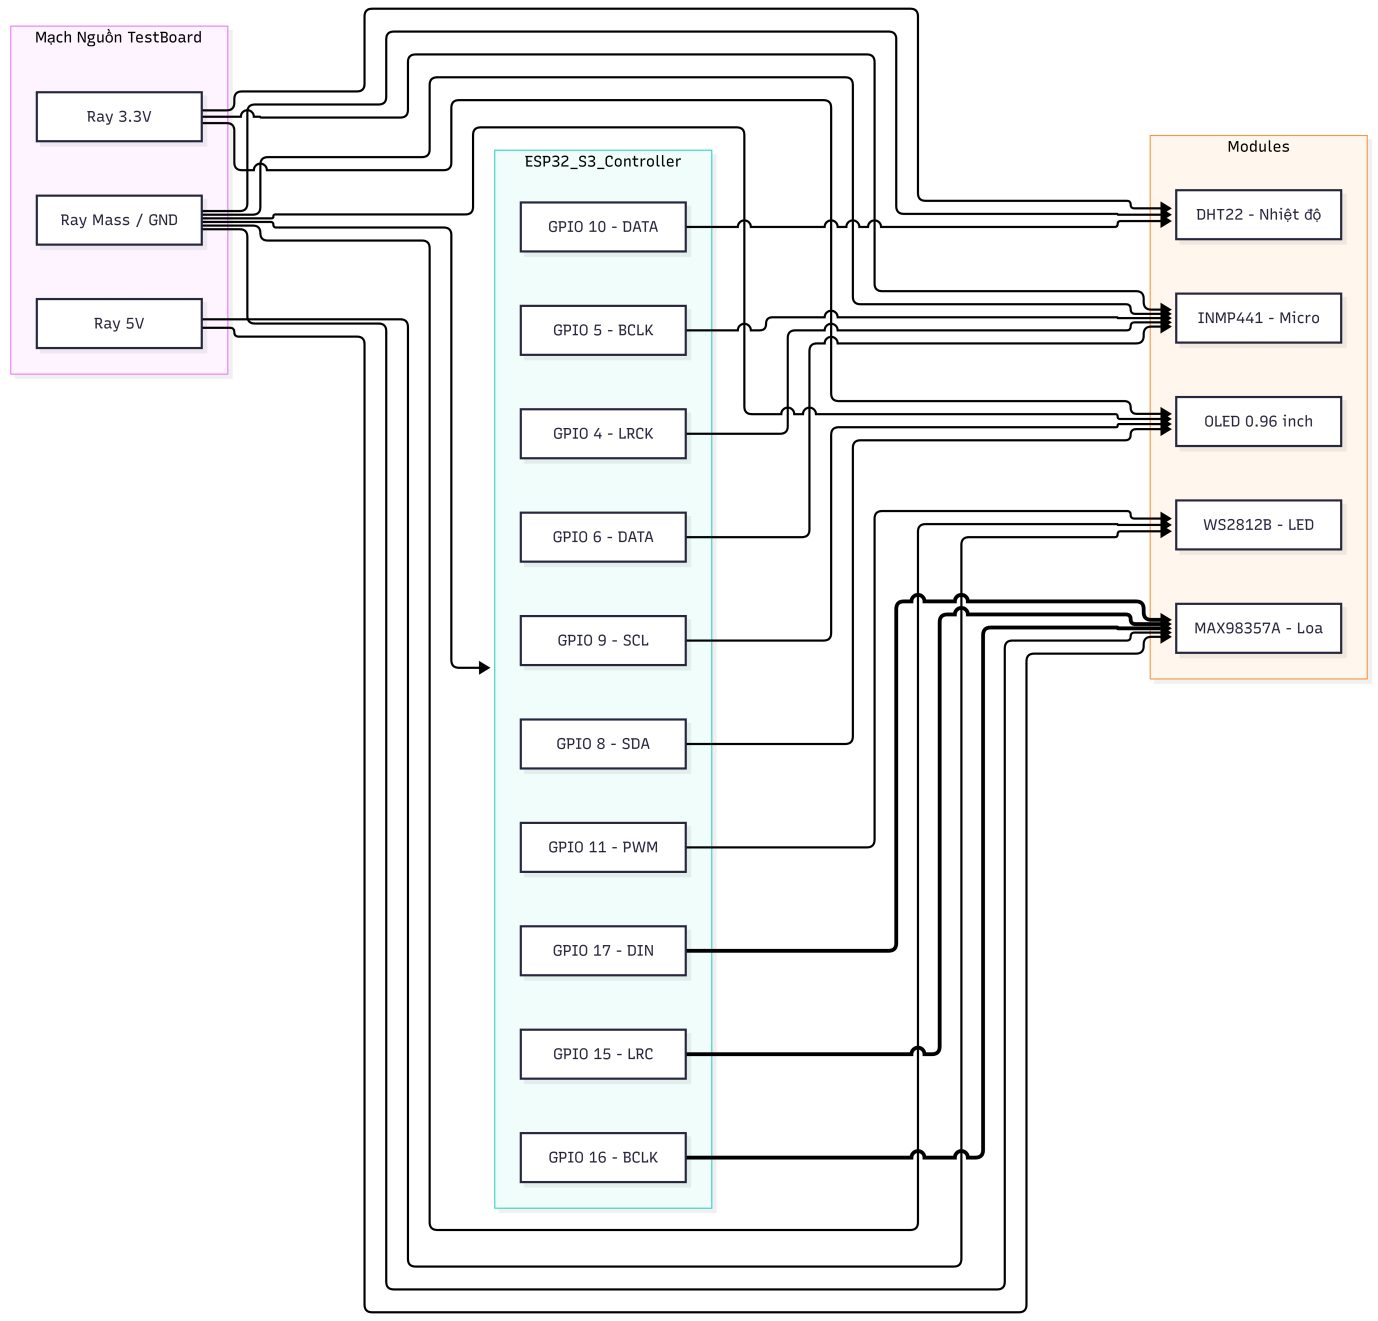 Mạch Nguồn TestBoard
Ray 3.3V
Ray Mass / GND
Ray 5V
ESP32_S3_Controller
GPIO 10 - DATA
GPIO 5 - BCLK
GPIO 4 - LRCK
GPIO 6 - DATA
GPIO 9 - SCL
GPIO 8 - SDA
GPIO 11 - PWM
GPIO 17 - DIN
GPIO 15 - LRC
GPIO 16 - BCLK
Modules
DHT22 - Nhiệt độ
INMP441 - Micro
OLED 0.96 inch
WS2812B - LED
MAX98357A - Loa